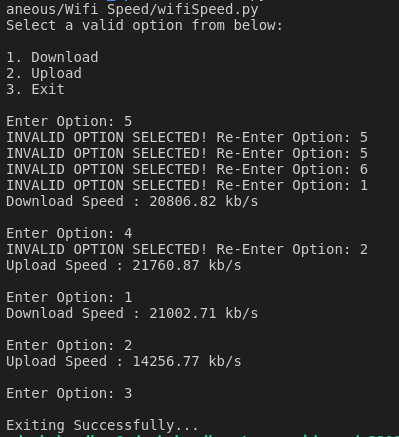 aneous/Wifi Speed/wifiSpeed.py
Select a valid option from below:
1. Download
2. Upload
3. Exit
Enter Option: 5
INVALID OPTION SELECTED! Re-Enter Option: 5
INVALID OPTION SELECTED! Re-Enter Option: 5
INVALID OPTION SELECTED! Re-Enter Option: 6
INVALID OPTION SELECTED! Re-Enter Option: 1
Download Speed : 20806.82 kb/s
Enter Option: 4
INVALID OPTION SELECTED! Re-Enter Option: 2
Upload Speed : 21760.87 kb/s
Enter Option: 1
Download Speed : 21002.71 kb/s
Enter Option: 2
Upload Speed : 14256.77 kb/s
Enter Option: 3
Exiting Successfully...